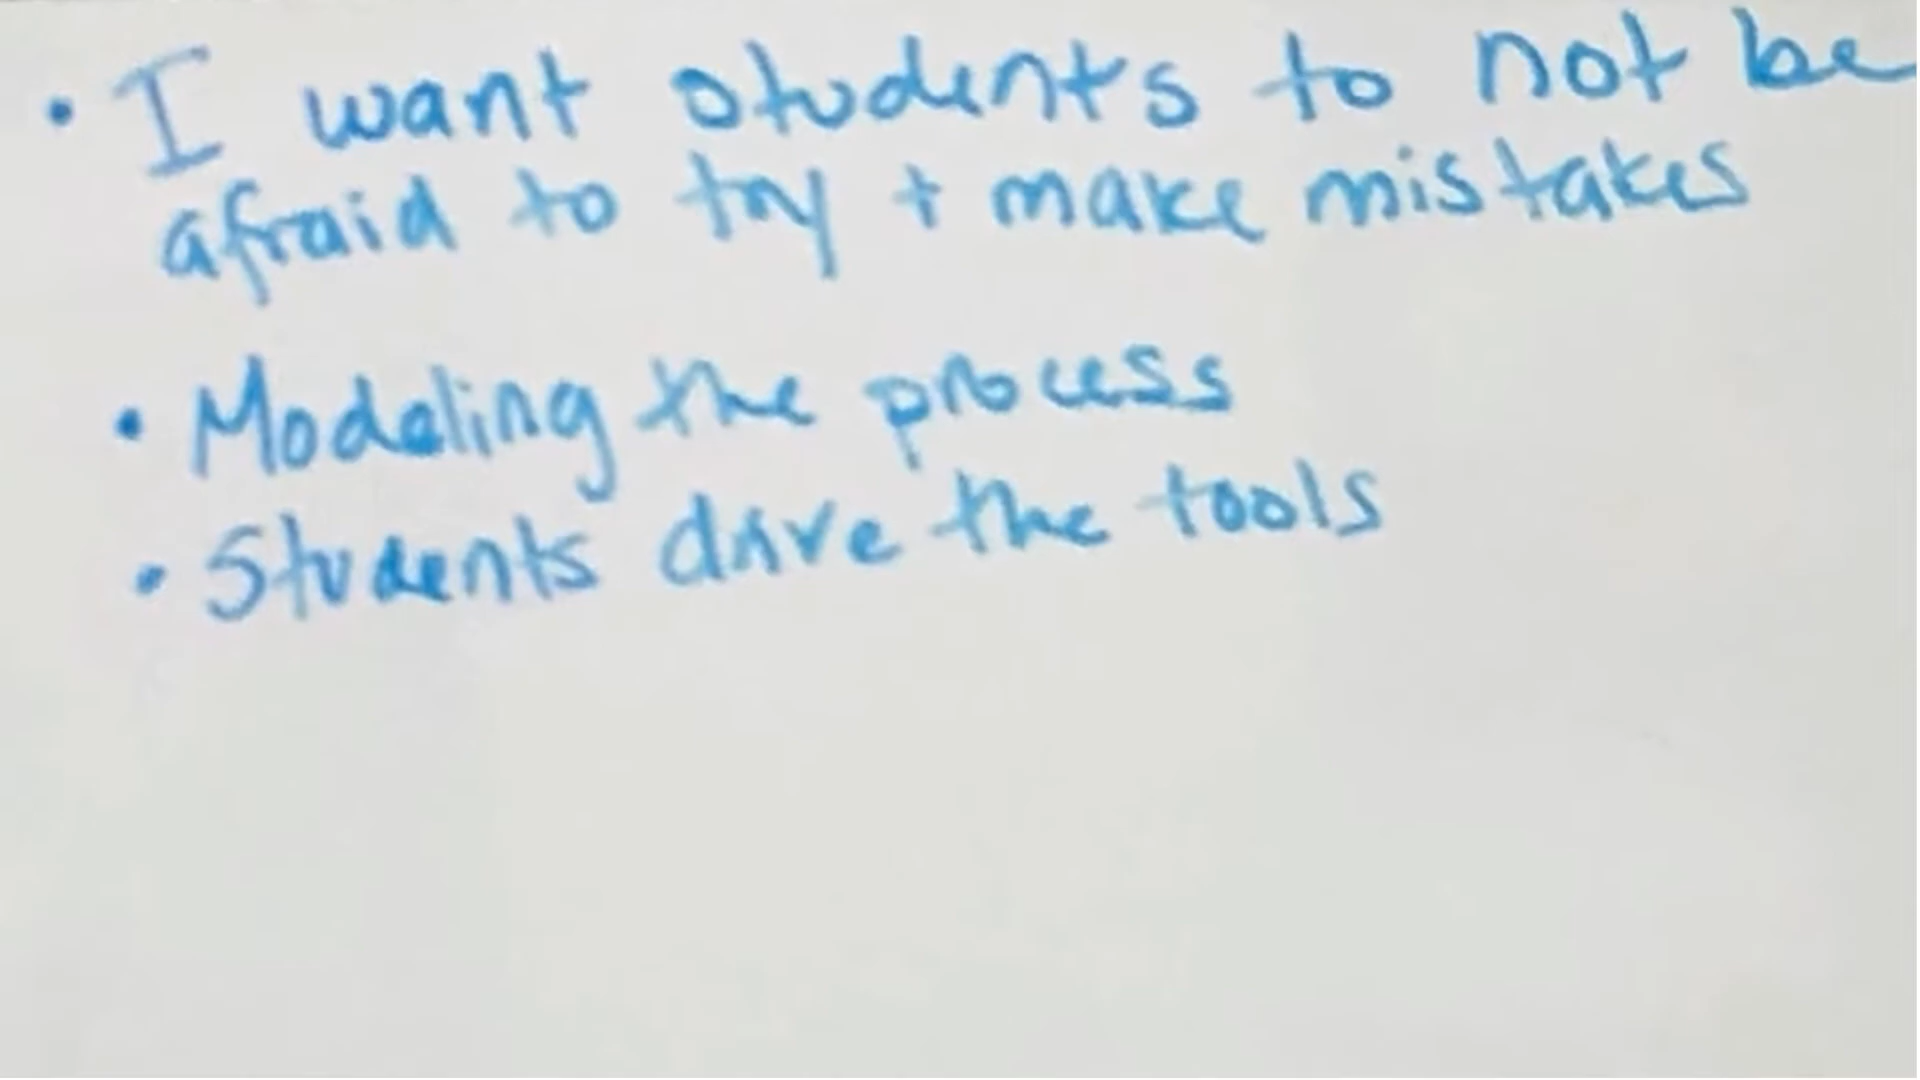 • I want students to not be
afraid to try + make mistakes
• Modeling the process
• Students drive the tools